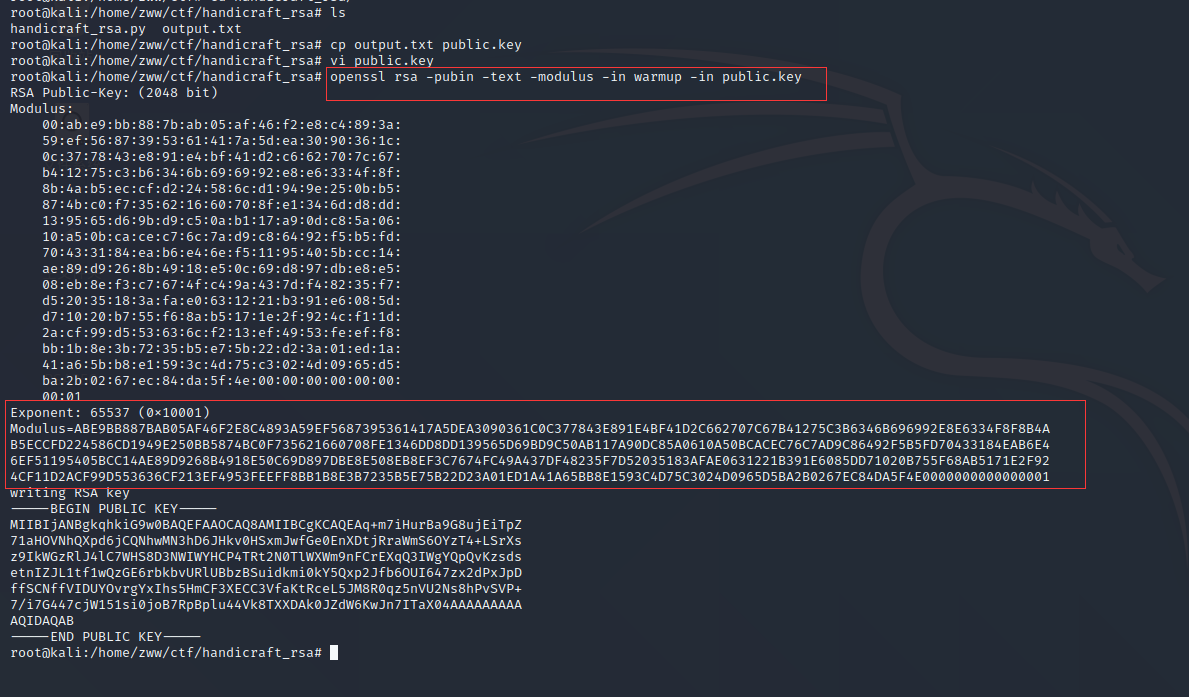 root@kali:/home/zww/ctf/handicraft_rsa# ls
handicraft_rsa.py  output.txt
root@kali:/home/zww/ctf/handicraft_rsa# cp output.txt public.key
root@kali:/home/zww/ctf/handicraft_rsa# vi public.key
root@kali:/home/zww/ctf/handicraft_rsa# openssl rsa -pubin -text -modulus -in warmup -in public.key
RSA Public-Key: (2048 bit)
Modulus:
    00:ab:e9:bb:88:7b:ab:05:af:46:f2:e8:c4:89:3a:
    59:ef:56:87:39:53:61:41:7a:5d:ea:30:90:36:1c:
    0c:37:78:43:e8:91:e4:bf:41:d2:c6:62:70:7c:67:
    b4:12:75:c3:b6:34:6b:69:69:92:e8:e6:33:4f:8f:
    8b:4a:b5:ec:cf:d2:24:58:6c:d1:94:9e:25:0b:b5:
    87:4b:c0:f7:35:62:16:60:70:8f:e1:34:6d:d8:dd:
    13:95:65:d6:9b:d9:c5:0a:b1:17:a9:0d:c8:5a:06:
    10:a5:0b:ca:ce:c7:6c:7a:d9:c8:64:92:f5:b5:fd:
    70:43:31:84:ea:b6:e4:6e:f5:11:95:40:5b:cc:14:
    ae:89:d9:26:8b:49:18:e5:0c:69:d8:97:db:e8:e5:
    08:eb:8e:f3:c7:67:4f:c4:9a:43:7d:f4:82:35:f7:
    d5:20:35:18:3a:fa:e0:63:12:21:b3:91:e6:08:5d:
    d7:10:20:b7:55:f6:8a:b5:17:1e:2f:92:4c:f1:1d:
    2a:cf:99:d5:53:63:6c:f2:13:ef:49:53:fe:ef:f8:
    bb:1b:8e:3b:72:35:b5:e7:5b:22:d2:3a:01:ed:1a:
    41:a6:5b:b8:e1:59:3c:4d:75:c3:02:4d:09:65:d5:
    ba:2b:02:67:ec:84:da:5f:4e:00:00:00:00:00:00:
    00:01
Exponent: 65537 (0×10001)
Modulus=ABE9BB887BAB05AF46F2E8C4893A59EF5687395361417A5DEA3090361C0C377843E891E4BF41D2C662707C67B41275C3B6346B696992E8E6334F8F8B4A
B5ECCFD224586CD1949E250BB5874BC0F735621660708FE1346DD8DD139565D69BD9C50AB117A90DC85A0610A50BCACEC76C7AD9C86492F5B5FD70433184EAB6E4
6EF51195405BCC14AE89D9268B4918E50C69D897DBE8E508EB8EF3C7674FC49A437DF48235F7D52035183AFAE0631221B391E6085DD71020B755F68AB5171E2F92
4CF11D2ACF99D553636CF213EF4953FEEFF8BB1B8E3B7235B5E75B22D23A01ED1A41A65BB8E1593C4D75C3024D0965D5BA2B0267EC84DA5F4E00000000000000​01
writing RSA key
-----BEGIN PUBLIC KEY-----
MIIBIjANBgkqhkiG9w0BAQEFAAOCAQ8AMIIBCgKCAQEAq+m7iHurBa9G8ujEiTpZ
71aHOVNhQXpd6jCQNhwMN3hD6JHkv0HSxmJwfGe0EnXDtjRraWmS6OYzT4+LSrXs
z9IkWGzRlJ4lC7WHS8D3NWIWYHCP4TRt2N0TlWXWm9nFCrEXqQ3IWgYQpQvKzsds
etnIZJL1tf1wQzGE6rbkbvURlUBbzBSuidkmi0kY5Qxp2Jfb6OUI647zx2dPxJpD
ffSCNffVIDUYOvrgYxIhs5HmCF3XECC3VfaKtRceL5JM8R0qz5nVU2Ns8hPvSVP+
7/i7G447cjW151si0joB7RpBplu44Vk8TXXDAk0JZdW6KwJn7ITaX04AAAAAAAAA
AQIDAQAB
-----END PUBLIC KEY-----
root@kali:/home/zww/ctf/handicraft_rsa#